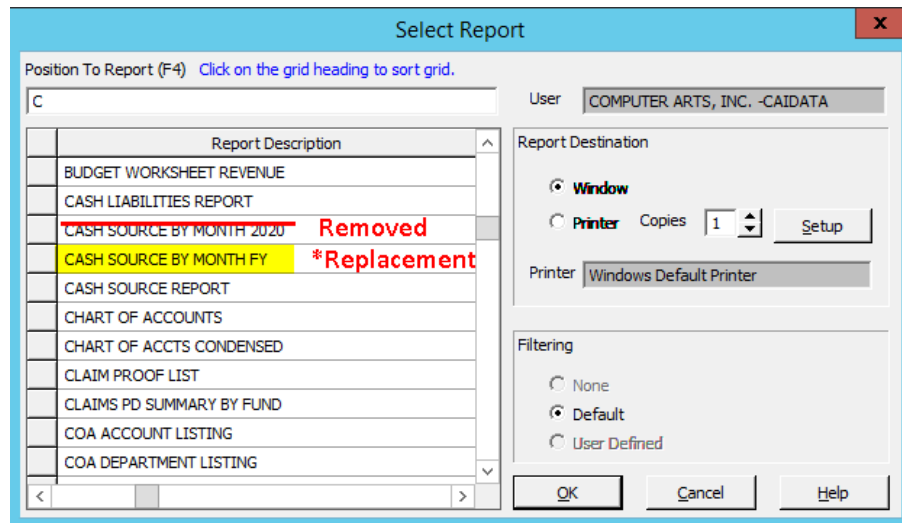 Select Report
x
Position To Report (F4) Click on the grid heading to sort grid.
C
User COMPUTER ARTS, INC. -CAIDATA
Report Description
BUDGET WORKSHEET REVENUE
CASH LIABILITIES REPORT
CASH SOURCE BY MONTH 2020 Removed
CASH SOURCE BY MONTH FY *Replacement
CASH SOURCE REPORT
CHART OF ACCOUNTS
CHART OF ACCTS CONDENSED
CLAIM PROOF LIST
CLAIMS PD SUMMARY BY FUND
COA ACCOUNT LISTING
COA DEPARTMENT LISTING
Report Destination
Window
Printer Copies 1 Setup
Printer Windows Default Printer
Filtering
None
Default
User Defined
OK Cancel Help